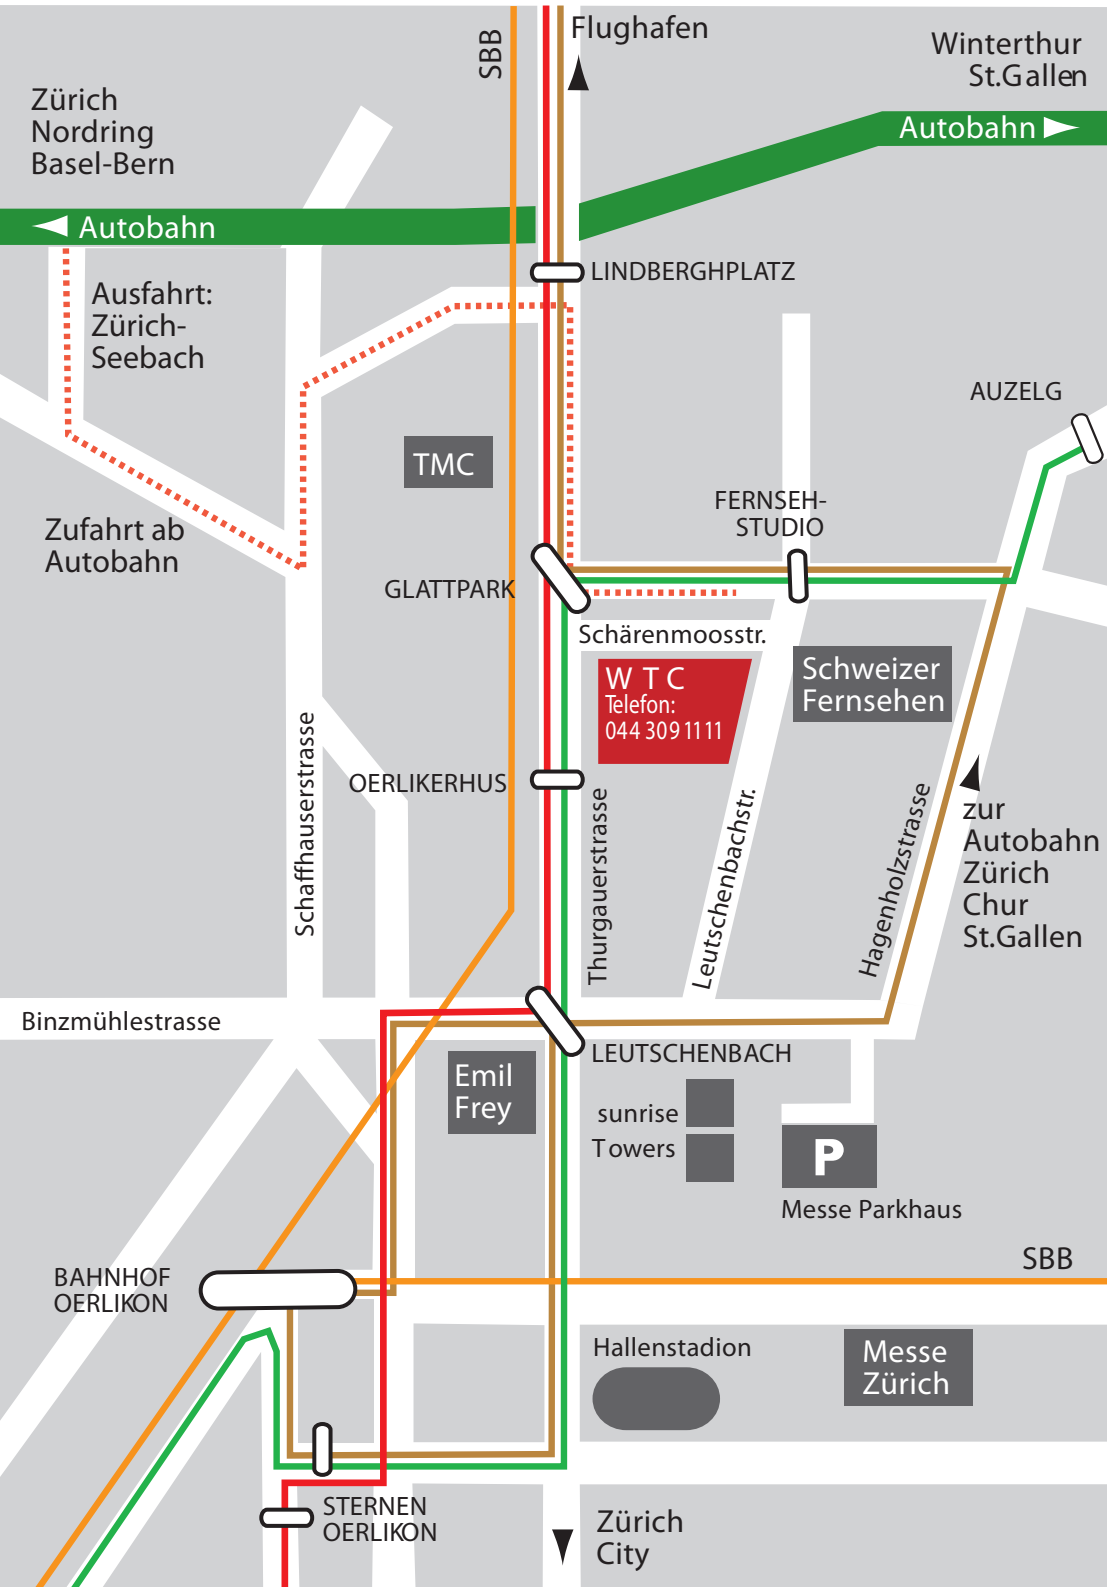 SBB
Flughafen
Winterthur
St.Gallen
Zürich
Nordring
Basel-Bern
Autobahn
Autobahn
LINDBERGHPLATZ
Ausfahrt:
Zürich-
Seebach
AUZELG
TMC
FERNSEH-
STUDIO
Zufahrt ab
Autobahn
GLATTPARK
Schärenmoosstr.
W T C
Telefon:
044 309 11 11
Schweizer
Fernsehen
Schaffhauserstrasse
OERLIKERHUS
Thurgauerstrasse
Leutschenbachstr.
Hagenholzstrasse
zur
Autobahn
Zürich
Chur
St.Gallen
Binzmühlestrasse
LEUTSCHENBACH
Emil
Frey
sunrise
Towers
P
Messe Parkhaus
SBB
BAHNHOF
OERLIKON
Hallenstadion
Messe
Zürich
STERNEN
OERLIKON
Zürich
City